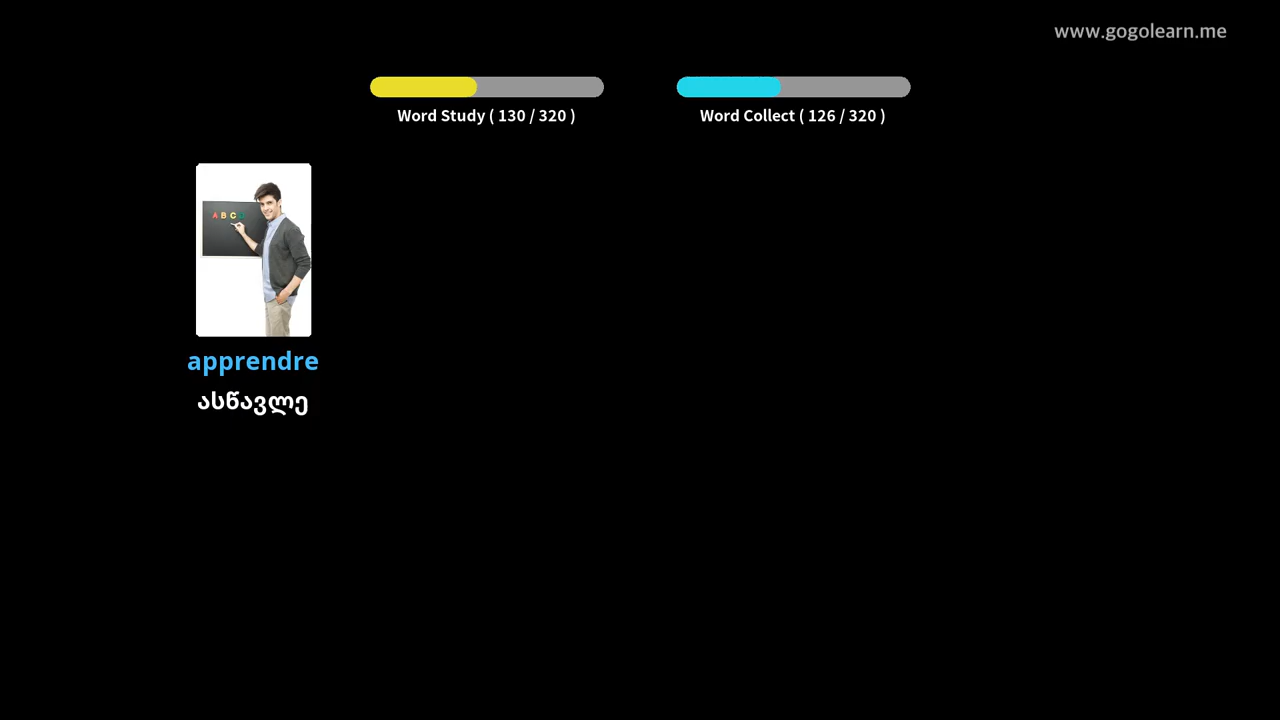 www.gogolearn.me
Word Study ( 130 / 320 )
Word Collect ( 126 / 320 )
A B C D
apprendre
ასწავლე